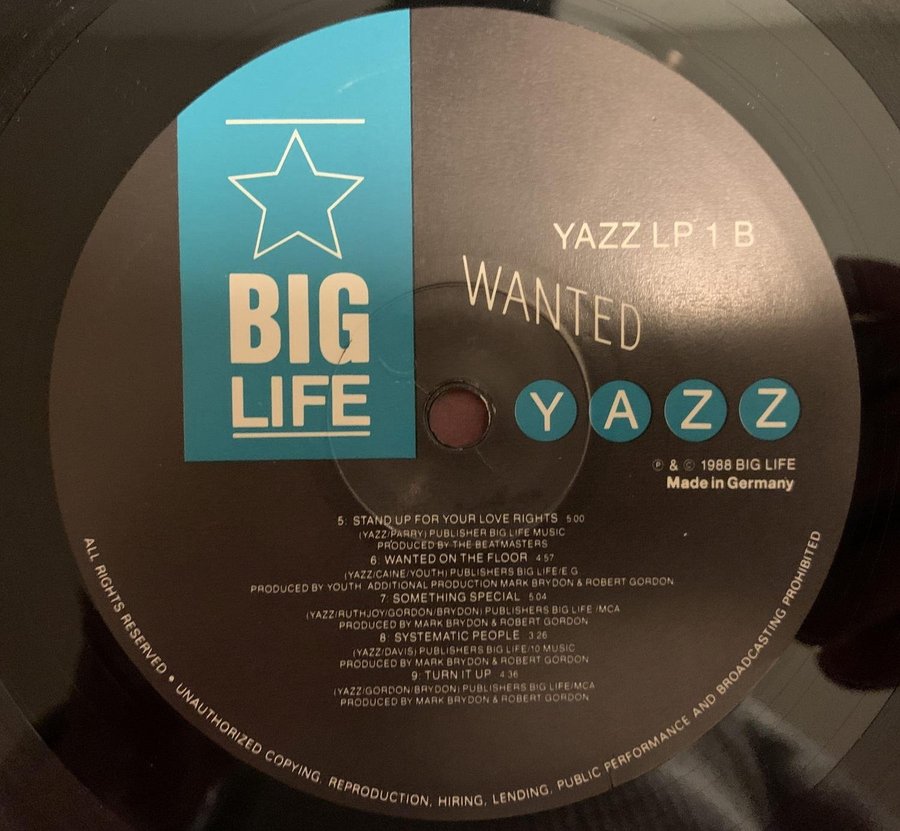 BIG
LIFE
YAZZ LP 1 B
WANTED
YAZZ
℗ & © 1988 BIG LIFE
Made in Germany
5: STAND UP FOR YOUR LOVE RIGHTS 5:00
(YAZZ/PARRY) PUBLISHER BIG LIFE MUSIC
PRODUCED BY THE BEATMASTERS
6: WANTED ON THE FLOOR 4:57
(YAZZ/CAINE/YOUTH) PUBLISHERS BIG LIFE/E G
PRODUCED BY YOUTH ADDITIONAL PRODUCTION MARK BRYDON & ROBERT GORDON
7: SOMETHING SPECIAL 5:04
(YAZZ/RUTHJOY/GORDON/BRYDON) PUBLISHERS BIG LIFE /MCA
PRODUCED BY MARK BRYDON & ROBERT GORDON
8: SYSTEMATIC PEOPLE 3:26
(YAZZ/DAVIS) PUBLISHERS BIG LIFE/10 MUSIC
PRODUCED BY MARK BRYDON & ROBERT GORDON
9: TURN IT UP 4:36
(YAZZ/GORDON/BRYDON) PUBLISHERS BIG LIFE/MCA
PRODUCED BY MARK BRYDON & ROBERT GORDON
ALL RIGHTS RESERVED • UNAUTHORIZED COPYING, REPRODUCTION, HIRING, LENDING, PUBLIC PERFORMANCE AND BROADCASTING PROHIBITED